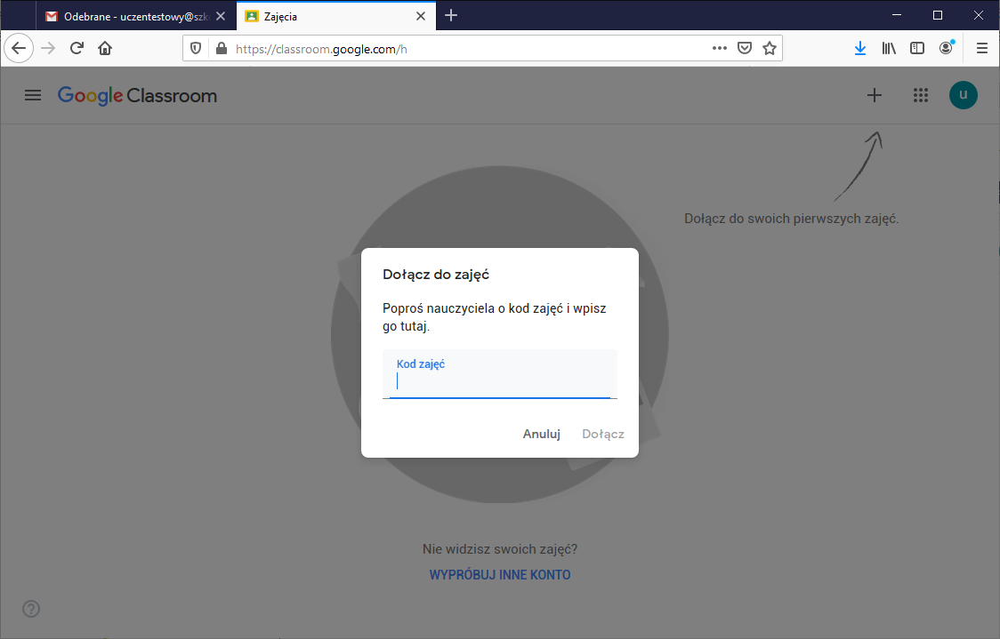 Odebrane - uczentestowy@szk
Zajęcia
https://classroom.google.com/h
Google Classroom
u
Dołącz do swoich pierwszych zajęć.
Dołącz do zajęć
Poproś nauczyciela o kod zajęć i wpisz
go tutaj.
Kod zajęć
Anuluj Dołącz
Nie widzisz swoich zajęć?
WYPRÓBUJ INNE KONTO